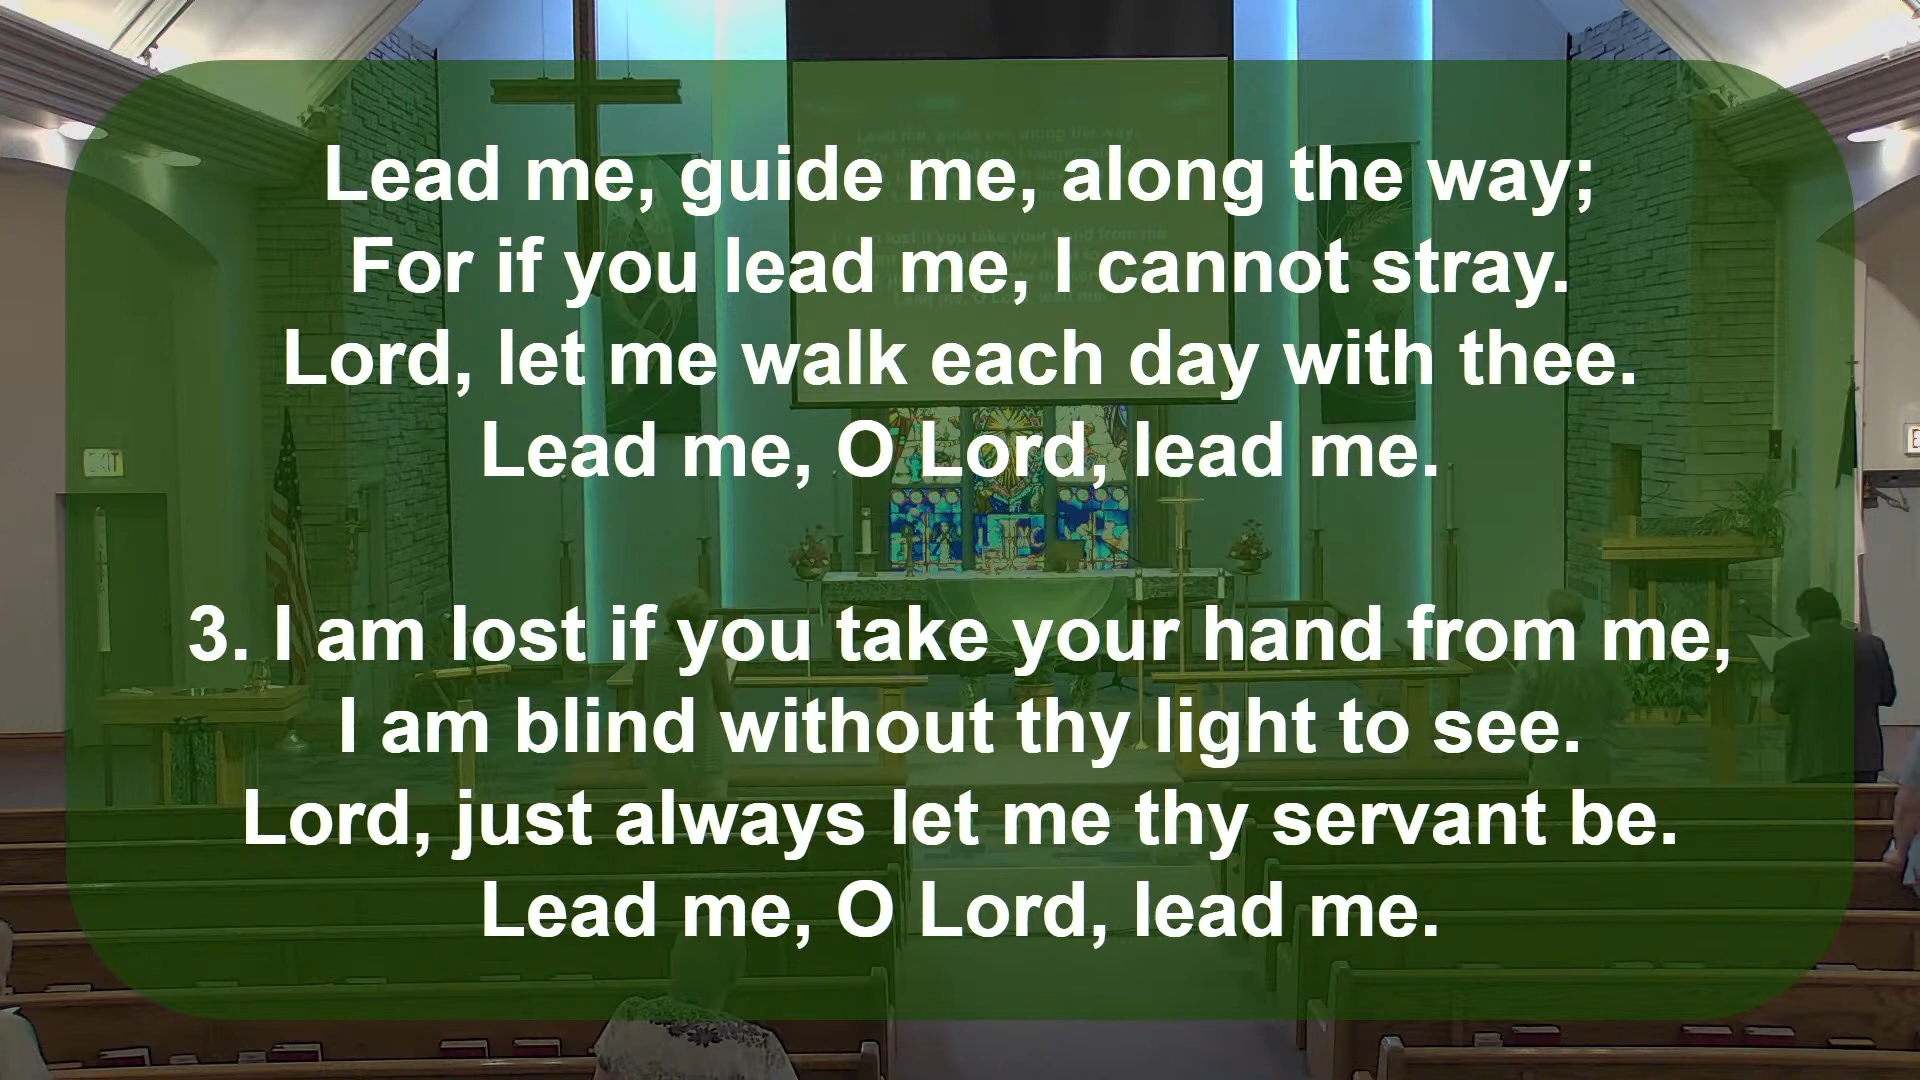 Lead me, guide me, along the way;
For if you lead me, I cannot stray.
Lord, let me walk each day with thee.
Lead me, O Lord, lead me.
3. I am lost if you take your hand from me,
I am blind without thy light to see.
Lord, just always let me thy servant be.
Lead me, O Lord, lead me.
EXIT